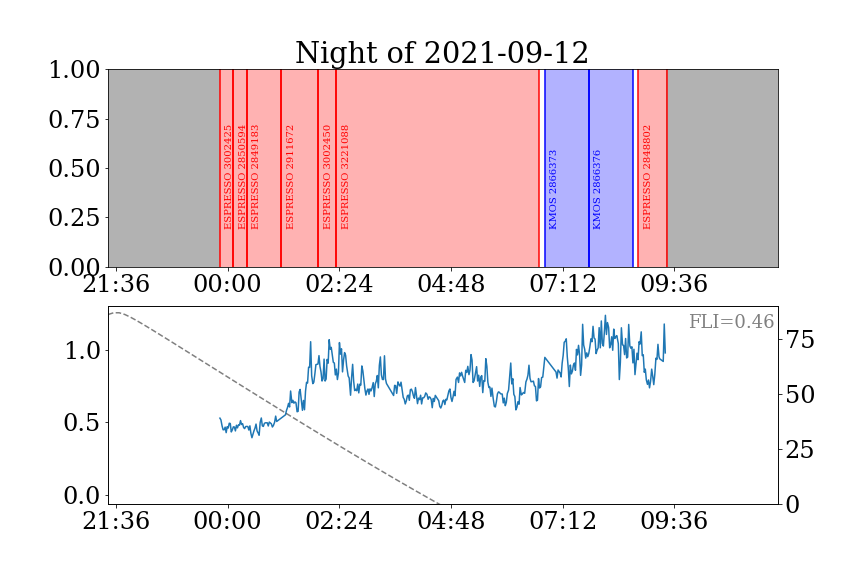 Night of 2021-09-12
1.00
0.75
0.50
0.25
0.00
ESPRESSO 3002425
ESPRESSO 2850594
ESPRESSO 2849183
ESPRESSO 2911672
ESPRESSO 3002450
ESPRESSO 3221088
KMOS 2866373
KMOS 2866376
ESPRESSO 2848802
21:36 00:00 02:24 04:48 07:12 09:36
FLI=0.46
1.0
0.5
0.0
75
50
25
0
21:36 00:00 02:24 04:48 07:12 09:36